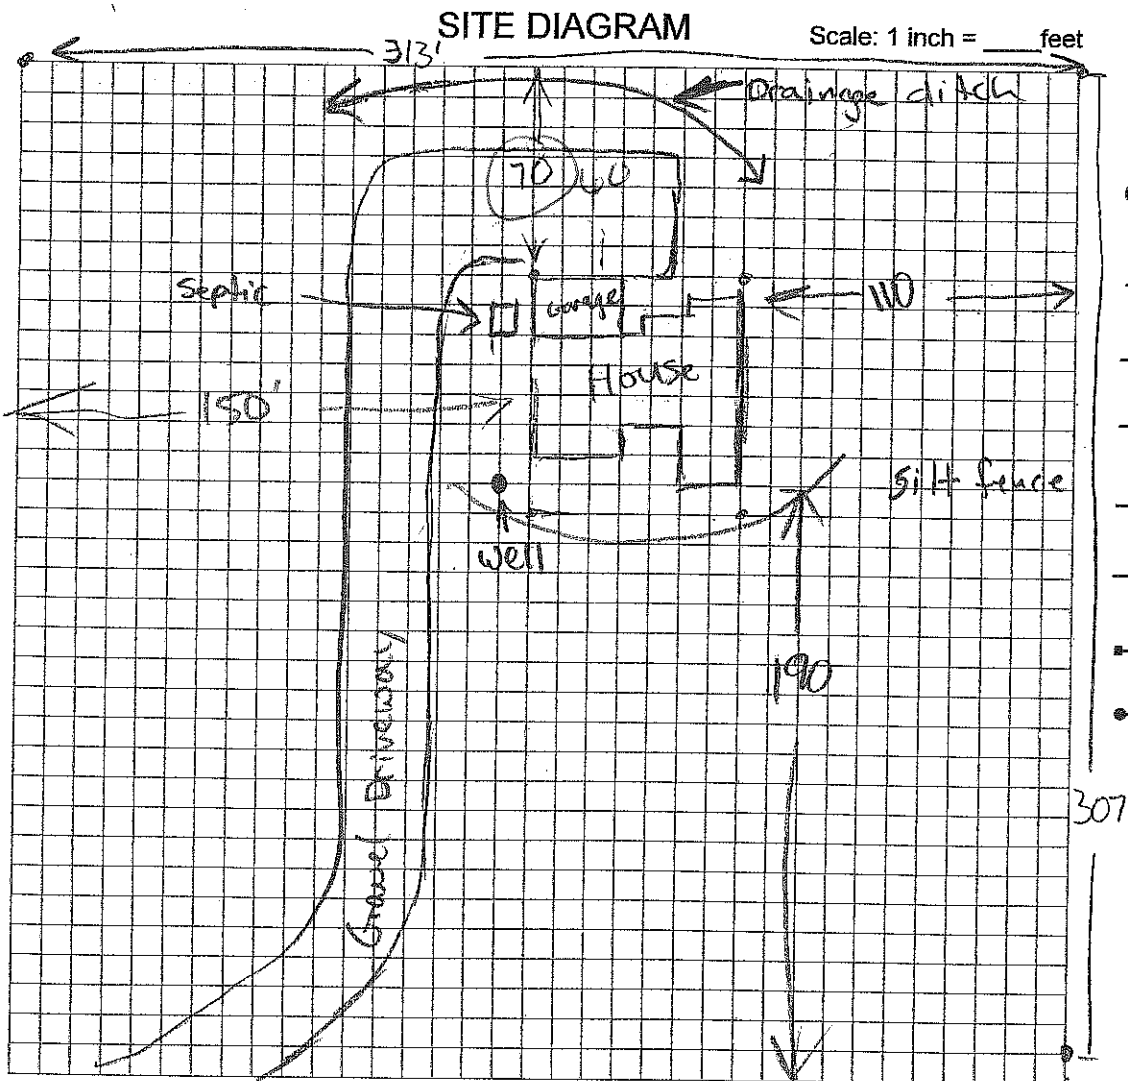 SITE DIAGRAM
Scale: 1 inch = ____ feet
313'
Drainage ditch
70
Septic
Garage
110
House
150'
silt fence
well
190
Gravel Driveway
307